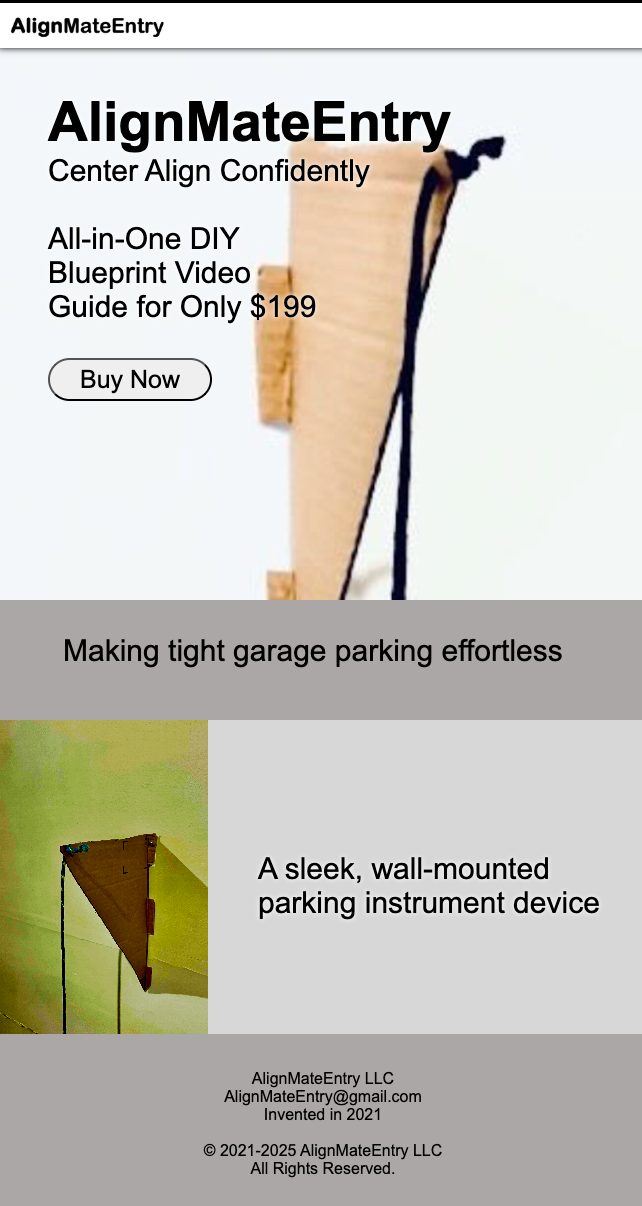 AlignMateEntry
AlignMateEntry
Center Align Confidently
All-in-One DIY
Blueprint Video
Guide for Only $199
Buy Now
Making tight garage parking effortless
A sleek, wall-mounted
parking instrument device
AlignMateEntry LLC
AlignMateEntry@gmail.com
Invented in 2021
© 2021-2025 AlignMateEntry LLC
All Rights Reserved.